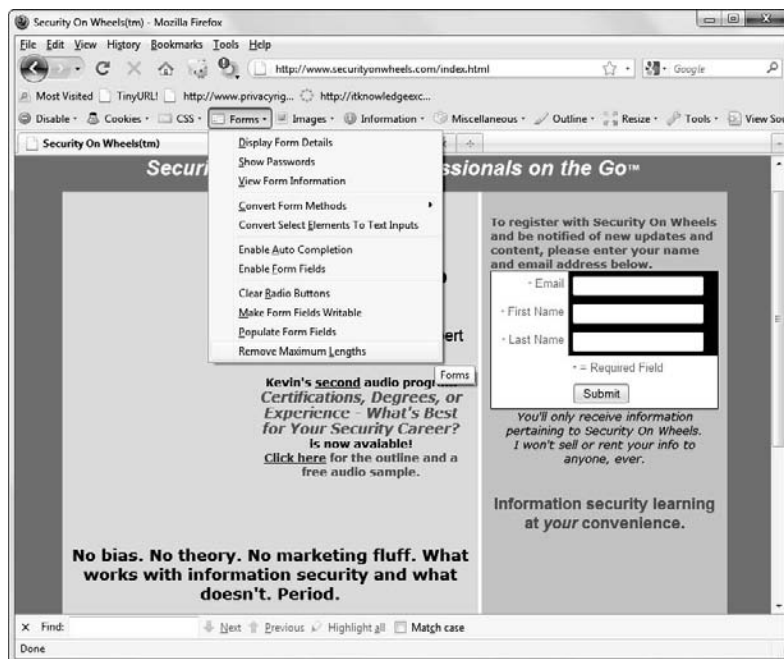 Security On Wheels(tm) - Mozilla Firefox
File Edit View History Bookmarks Tools Help
http://www.securityonwheels.com/index.html
Google
Most Visited TinyURL! http://www.privacyrig... http://itknowledgeexc...
Disable Cookies CSS Forms Images Information Miscellaneous Outline Resize Tools View Sou
Security On Wheels(tm)
Securi
ssionals on the Go™
Display Form Details
Show Passwords
View Form Information
Convert Form Methods
Convert Select Elements To Text Inputs
Enable Auto Completion
Enable Form Fields
Clear Radio Buttons
Make Form Fields Writable
Populate Form Fields
Remove Maximum Lengths
Forms
ert
Kevin's second audio program
Certifications, Degrees, or
Experience - What's Best
for Your Security Career?
is now avaiable!
Click here for the outline and a
free audio sample.
No bias. No theory. No marketing fluff. What
works with information security and what
doesn't. Period.
To register with Security On Wheels
and be notified of new updates and
content, please enter your name
and email address below.
* Email
* First Name
* Last Name
* = Required Field
Submit
You'll only receive information
pertaining to Security On Wheels.
I won't sell or rent your info to
anyone, ever.
Information security learning
at your convenience.
x Find: Next Previous Highlight all Match case
Done